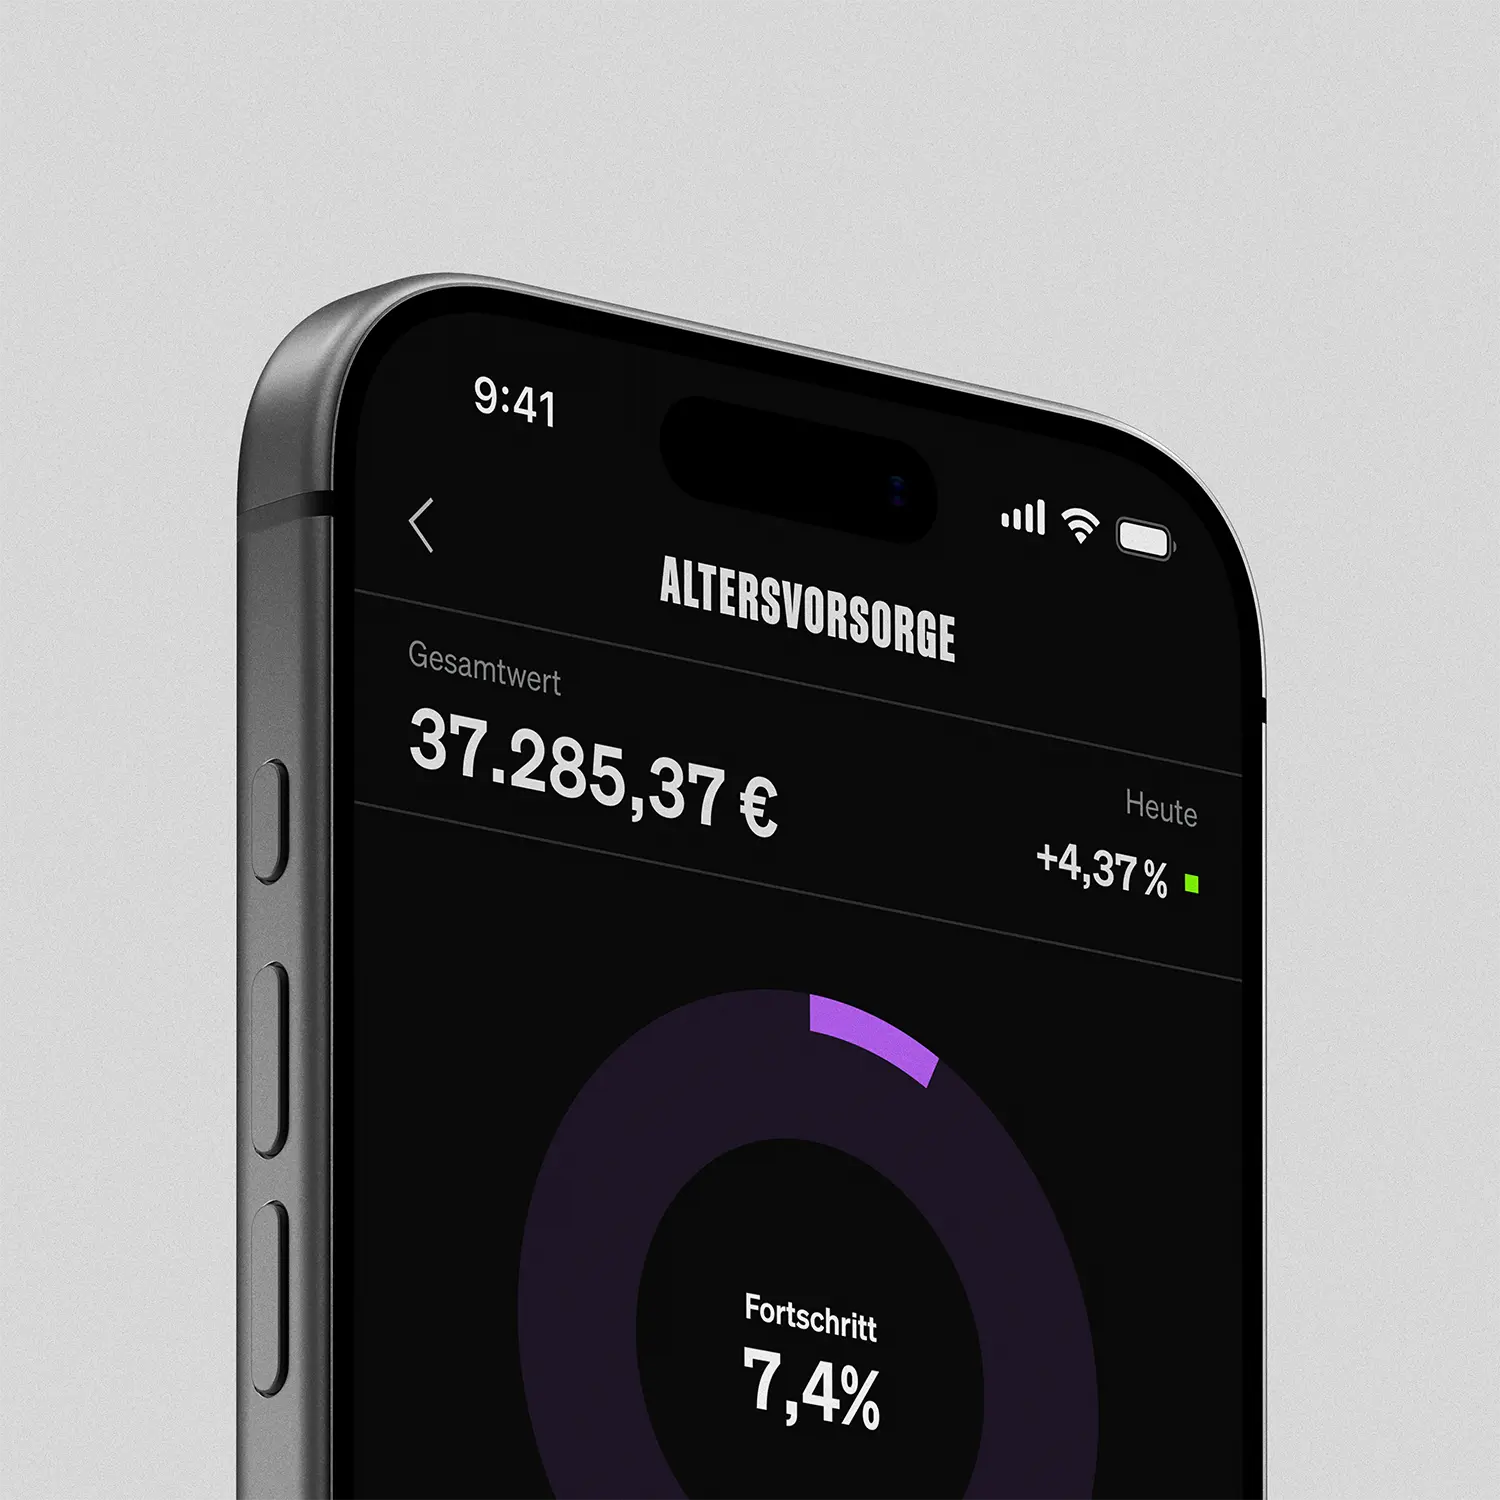 9:41
ALTERSVORSORGE
Gesamtwert
37.285,37 €
Heute
+4,37 %
Fortschritt
7,4%